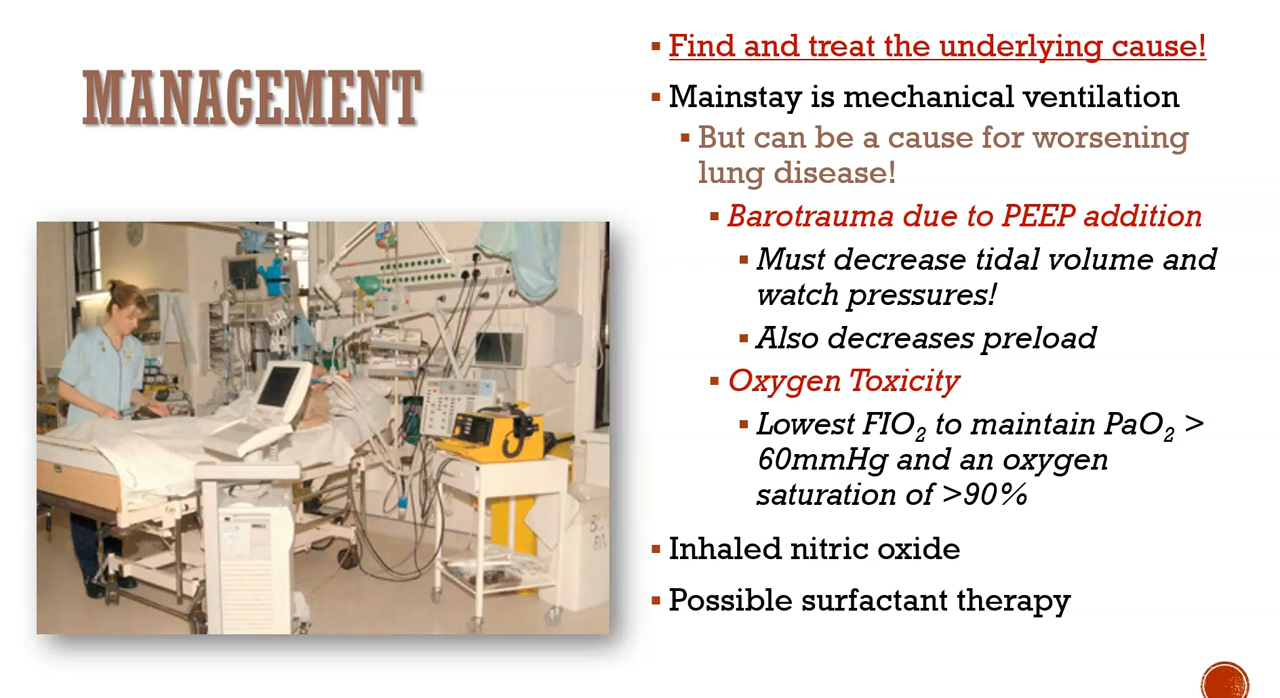 MANAGEMENT
▪ Find and treat the underlying cause!
▪ Mainstay is mechanical ventilation
▪ But can be a cause for worsening
lung disease!
▪ Barotrauma due to PEEP addition
▪ Must decrease tidal volume and
watch pressures!
▪ Also decreases preload
▪ Oxygen Toxicity
▪ Lowest FIO₂ to maintain PaO₂ >
60mmHg and an oxygen
saturation of >90%
▪ Inhaled nitric oxide
▪ Possible surfactant therapy